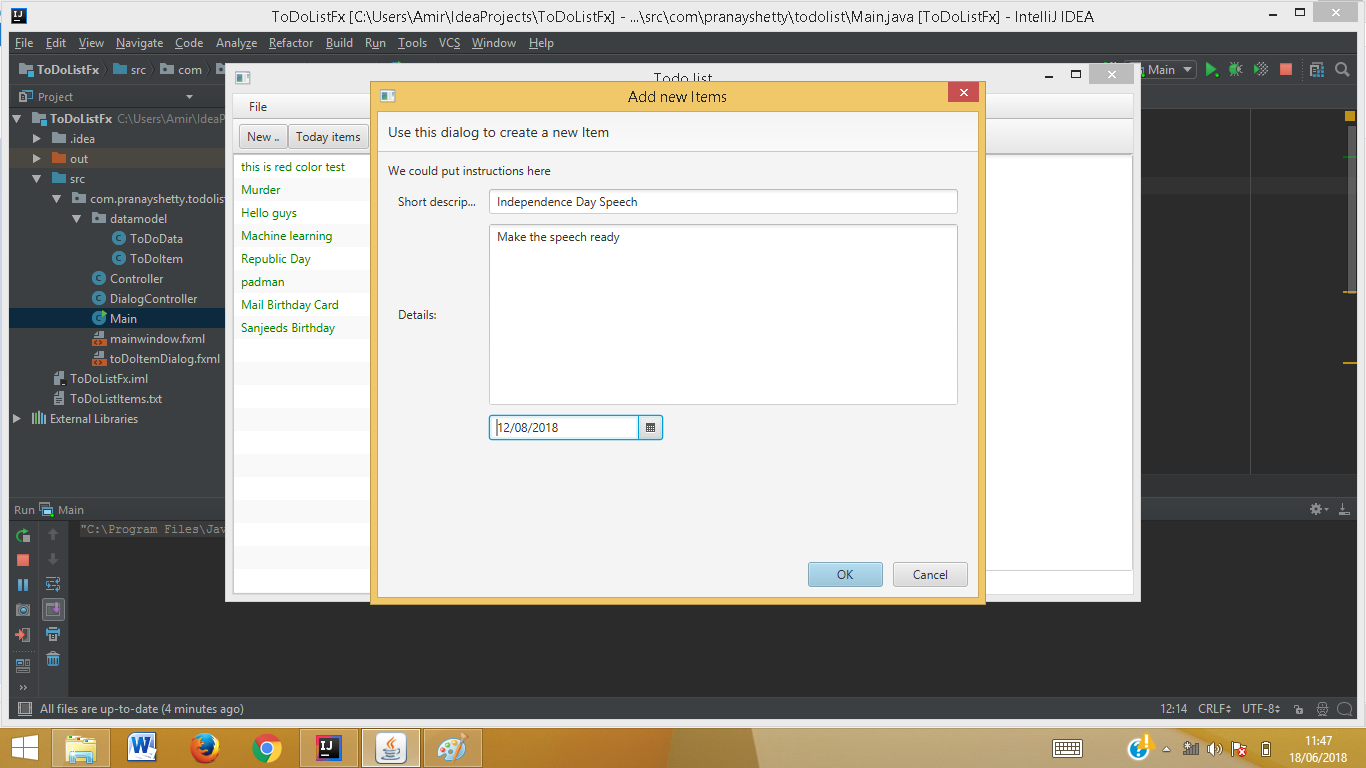 ToDoListFx [C:\Users\Amir\IdeaProjects\ToDoListFx] - ...\src\com\pranayshetty\todolist\Main.java [ToDoListFx] - IntelliJ IDEA
File Edit View Navigate Code Analyze Refactor Build Run Tools VCS Window Help
ToDoListFx src com Main
Todo list
Project
Add new Items
File
ToDoListFx C:\Users\Amir\IdeaP
Use this dialog to create a new Item
.idea
New .. Today items
out
this is red color test
We could put instructions here
src
Murder
com.pranayshetty.todolist
Short descrip... Independence Day Speech
Hello guys
datamodel
Machine learning
Make the speech ready
ToDoData
Republic Day
ToDoItem
padman
Controller
Mail Birthday Card
DialogController
Sanjeeds Birthday
Details:
Main
mainwindow.fxml
toDoItemDialog.fxml
ToDoListFx.iml
ToDoListItems.txt
External Libraries
12/08/2018
Run Main
"C:\Program Files\Jav
OK Cancel
All files are up-to-date (4 minutes ago)
12:14 CRLF UTF-8
11:47
18/06/2018